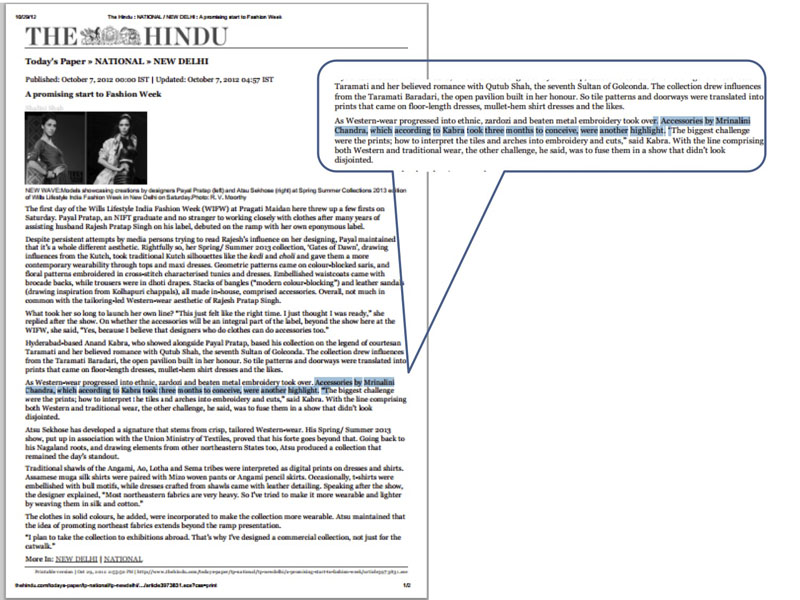 10/29/12 The Hindu : NATIONAL / NEW DELHI : A promising start to Fashion Week
THE HINDU
Today's Paper » NATIONAL » NEW DELHI
Published: October 7, 2012 00:00 IST | Updated: October 7, 2012 04:57 IST
A promising start to Fashion Week
Shalini Shah
NEW WAVE:Models showcasing creations by designers Payal Pratap (left) and Atsu Sekhose (right) at Spring Summer Collections 2013 edition
of Wills Lifestyle India Fashion Week in New Delhi on Saturday.Photo: R. V. Moorthy
The first day of the Wills Lifestyle India Fashion Week (WIFW) at Pragati Maidan here threw up a few firsts on
Saturday. Payal Pratap, an NIFT graduate and no stranger to working closely with clothes after many years of
assisting husband Rajesh Pratap Singh on his label, debuted on the ramp with her own eponymous label.
Despite persistent attempts by media persons trying to read Rajesh's influence on her designing, Payal maintained
that it's a whole different aesthetic. Rightfully so, her Spring/ Summer 2013 collection, 'Gates of Dawn', drawing
influences from the Kutch, took traditional Kutch silhouettes like the kedi and choli and gave them a more
contemporary wearability through tops and maxi dresses. Geometric patterns came on colour-blocked saris, and
floral patterns embroidered in cross-stitch characterised tunics and dresses. Embellished waistcoats came with
brocade backs, while trousers were in dhoti drapes. Stacks of bangles ("modern colour-blocking") and leather sandals
(drawing inspiration from Kolhapuri chappals), all made in-house, comprised accessories. Overall, not much in
common with the tailoring-led Western-wear aesthetic of Rajesh Pratap Singh.
What took her so long to launch her own line? "This just felt like the right time. I just thought I was ready," she
replied after the show. On whether the accessories will be an integral part of the label, beyond the show here at the
WIFW, she said, "Yes, because I believe that designers who do clothes can do accessories too."
Hyderabad-based Anand Kabra, who showed alongside Payal Pratap, based his collection on the legend of courtesan
Taramati and her believed romance with Qutub Shah, the seventh Sultan of Golconda. The collection drew influences
from the Taramati Baradari, the open pavilion built in her honour. So tile patterns and doorways were translated into
prints that came on floor-length dresses, mullet-hem shirt dresses and the likes.
As Western-wear progressed into ethnic, zardozi and beaten metal embroidery took over. Accessories by Mrinalini
Chandra, which according to Kabra took three months to conceive, were another highlight. "The biggest challenge
were the prints; how to interpret the tiles and arches into embroidery and cuts," said Kabra. With the line comprising
both Western and traditional wear, the other challenge, he said, was to fuse them in a show that didn't look
disjointed.
Atsu Sekhose has developed a signature that stems from crisp, tailored Western-wear. His Spring/ Summer 2013
show, put up in association with the Union Ministry of Textiles, proved that his forte goes beyond that. Going back to
his Nagaland roots, and drawing elements from other northeastern States too, Atsu produced a collection that
remained the day's standout.
Traditional shawls of the Angami, Ao, Lotha and Sema tribes were interpreted as digital prints on dresses and shirts.
Assamese muga silk shirts were paired with Mizo woven pants or Angami pencil skirts. Occasionally, t-shirts were
embellished with bull motifs, while dresses crafted from shawls came with leather detailing. Speaking after the show,
the designer explained, "Most northeastern fabrics are very heavy. So I've tried to make it more wearable and lighter
by weaving them in silk and cotton."
The clothes in solid colours, he added, were incorporated to make the collection more wearable. Atsu maintained that
the idea of promoting northeast fabrics extends beyond the ramp presentation.
"I plan to take the collection to exhibitions abroad. That's why I've designed a commercial collection, not just for the
catwalk."
More In: NEW DELHI | NATIONAL
Printable version | Oct 29, 2012
thehindu.com/todays-paper/tp-national/tp-newdelhi/…/article3973831.ece?css=print 1/2
Taramati and her believed romance with Qutub Shah, the seventh Sultan of Golconda. The collection drew influences
from the Taramati Baradari, the open pavilion built in her honour. So tile patterns and doorways were translated into
prints that came on floor-length dresses, mullet-hem shirt dresses and the likes.
As Western-wear progressed into ethnic, zardozi and beaten metal embroidery took over. Accessories by Mrinalini
Chandra, which according to Kabra took three months to conceive, were another highlight. "The biggest challenge
were the prints; how to interpret the tiles and arches into embroidery and cuts," said Kabra. With the line comprising
both Western and traditional wear, the other challenge, he said, was to fuse them in a show that didn't look
disjointed.